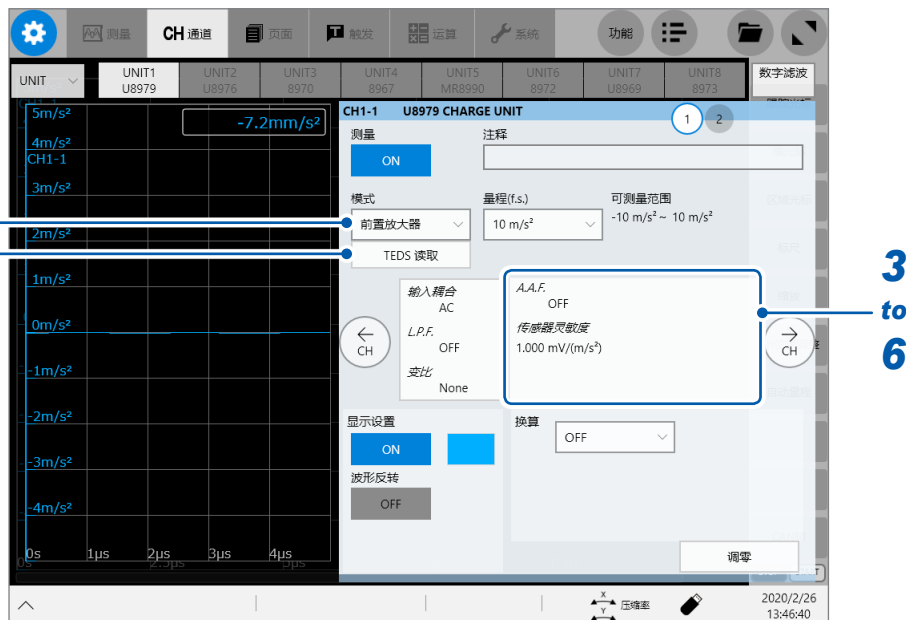 测量
CH 通道
页面
触发
运算
系统
功能
UNIT
UNIT1
U8979
UNIT2
U8976
UNIT3
8970
UNIT4
8967
UNIT5
MR8990
UNIT6
8972
UNIT7
U8969
UNIT8
8973
数字滤波
5m/s²
-7.2mm/s²
4m/s²
CH1-1
3m/s²
2m/s²
1m/s²
0m/s²
-1m/s²
-2m/s²
-3m/s²
-4m/s²
0s
1μs
2μs
3μs
4μs
CH1-1 U8979 CHARGE UNIT
1
2
测量
注释
ON
模式
量程(f.s.)
可测量范围
前置放大器
10 m/s²
-10 m/s² ~ 10 m/s²
TEDS 读取
输入耦合
AC
L.P.F.
OFF
变比
None
A.A.F.
OFF
传感器灵敏度
1.000 mV/(m/s²)
←
CH
→
CH
3
to
6
显示设置
ON
换算
OFF
波形反转
OFF
调零
X
Y
压缩率
2020/2/26
13:46:40